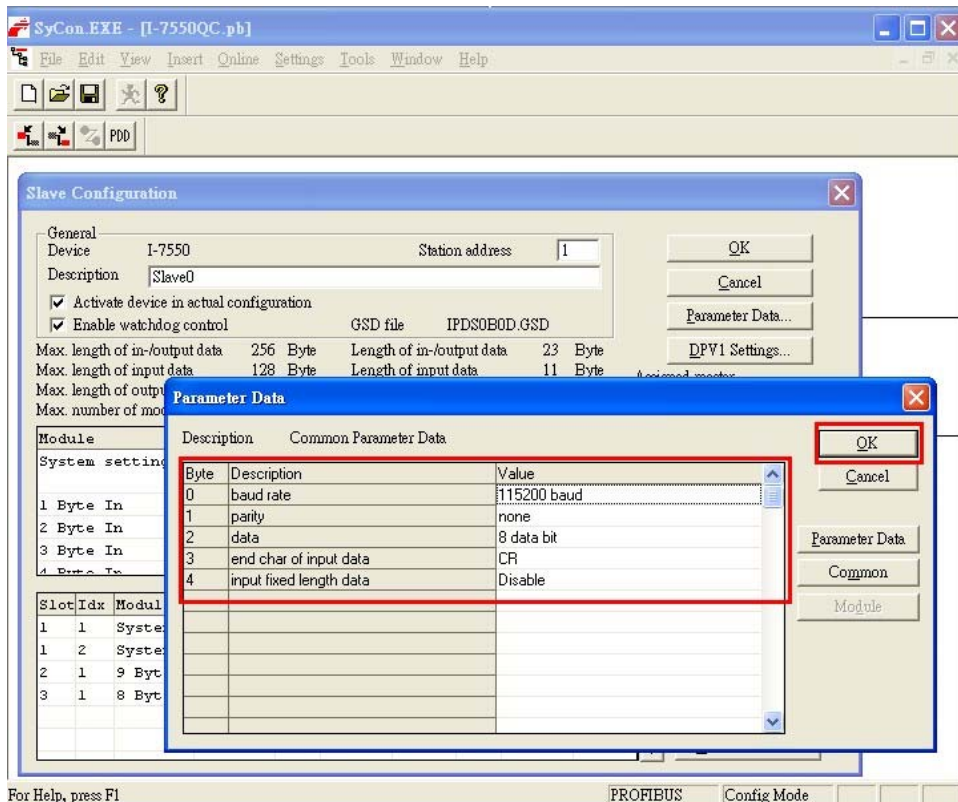 SyCon.EXE - [I-7550QC.pb]
File Edit View Insert Online Settings Tools Window Help
PDD
Slave Configuration
General
Device I-7550 Station address 1
OK
Description Slave0
Cancel
Activate device in actual configuration
Parameter Data...
Enable watchdog control GSD file IPDS0B0D.GSD
Max. length of in-/output data 256 Byte Length of in-/output data 23 Byte
DPV1 Settings...
Max. length of input data 128 Byte Length of input data 11 Byte
Assigned master
Max. length of outpu
Max. number of mod
Module
System setting
1 Byte In
2 Byte In
3 Byte In
4 Byte In
Slot Idx Modul
1 1 System
1 2 System
2 1 9 Byt
3 1 8 Byt
Parameter Data
Description Common Parameter Data
OK
Cancel
Byte Description Value
0 baud rate 115200 baud
1 parity none
2 data 8 data bit
3 end char of input data CR
4 input fixed length data Disable
Parameter Data
Common
Module
For Help, press F1 PROFIBUS Config Mode